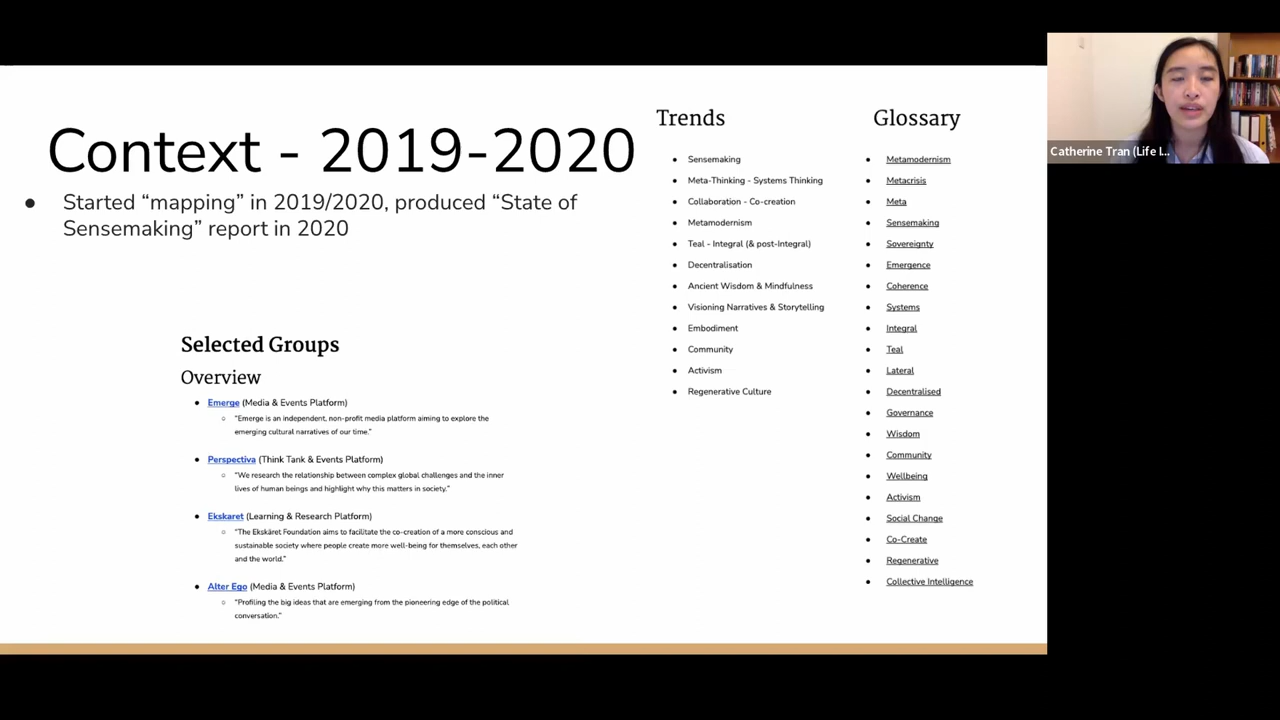 Context - 2019-2020
Started “mapping” in 2019/2020, produced “State of
Sensemaking” report in 2020
Selected Groups
Overview
Emerge (Media & Events Platform)
“Emerge is an independent, non-profit media platform aiming to explore the
emerging cultural narratives of our time.”
Perspectiva (Think Tank & Events Platform)
“We research the relationship between complex global challenges and the inner
lives of human beings and highlight why this matters in society.”
Ekskaret (Learning & Research Platform)
“The Ekskäret Foundation aims to facilitate the co-creation of a more conscious and
sustainable society where people create more well-being for themselves, each other
and the world.”
Alter Ego (Media & Events Platform)
“Profiling the big ideas that are emerging from the pioneering edge of the political
conversation.”
Trends
Sensemaking
Meta-Thinking - Systems Thinking
Collaboration - Co-creation
Metamodernism
Teal - Integral (& post-Integral)
Decentralisation
Ancient Wisdom & Mindfulness
Visioning Narratives & Storytelling
Embodiment
Community
Activism
Regenerative Culture
Glossary
Metamodernism
Metacrisis
Meta
Sensemaking
Sovereignty
Emergence
Coherence
Systems
Integral
Teal
Lateral
Decentralised
Governance
Wisdom
Community
Wellbeing
Activism
Social Change
Co-Create
Regenerative
Collective Intelligence
Catherine Tran (Life I...